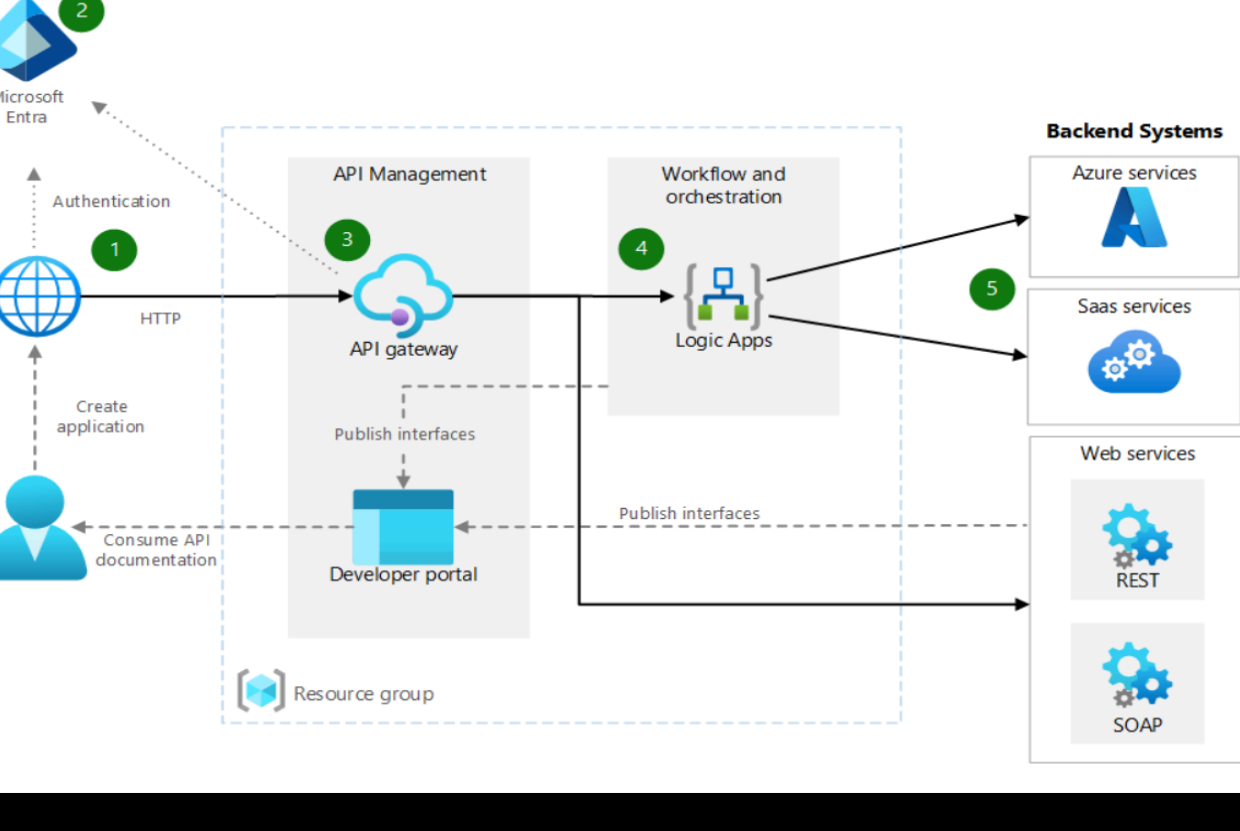 2
Microsoft
Entra
Authentication
1
HTTP
Create
application
Consume API
documentation
API Management
3
API gateway
Publish interfaces
Developer portal
Resource group
Workflow and
orchestration
4
Logic Apps
Publish interfaces
5
Backend Systems
Azure services
Saas services
Web services
REST
SOAP